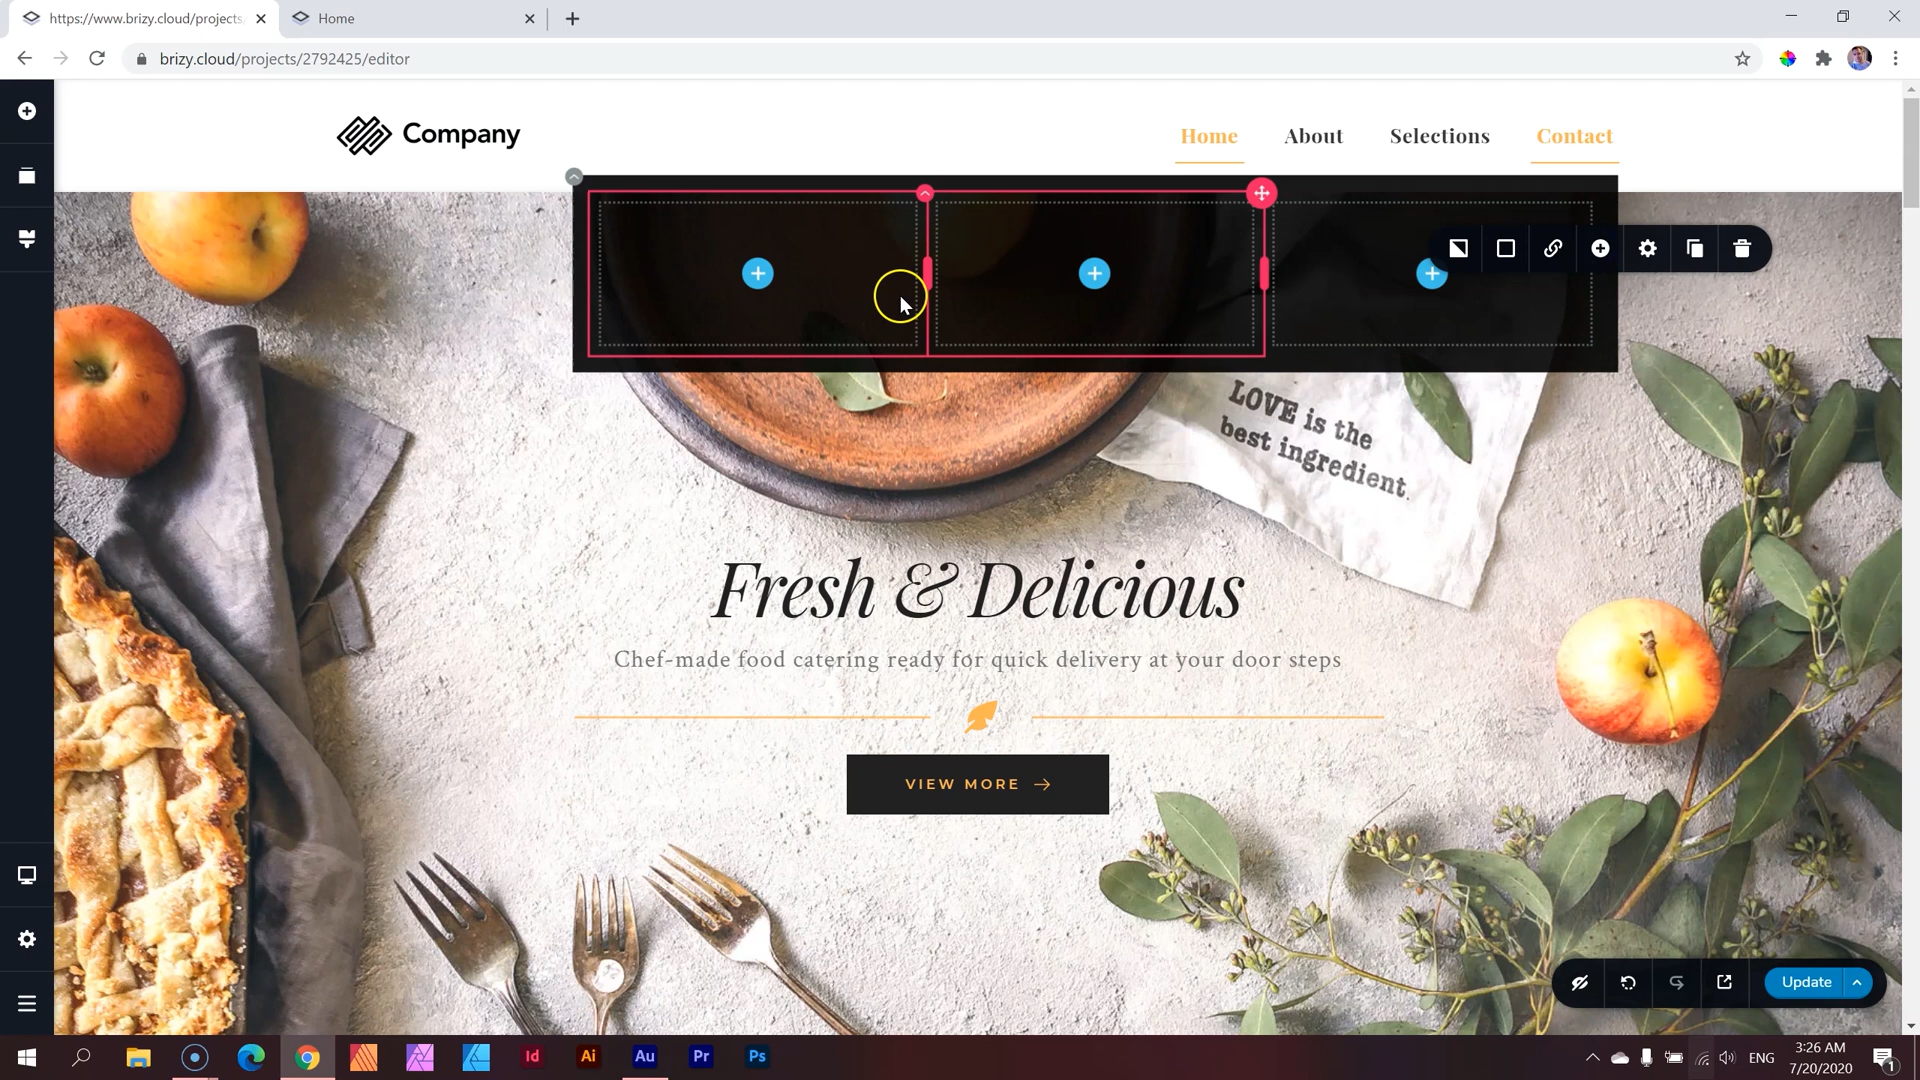 https://www.brizy.cloud/projects
Home
brizy.cloud/projects/2792425/editor
Company
Home
About
Selections
Contact
LOVE is the
best ingredient.
Fresh & Delicious
Chef-made food catering ready for quick delivery at your door steps
VIEW MORE
Update
Id
Ai
Au
Pr
Ps
ENG
3:26 AM
7/20/2020
1